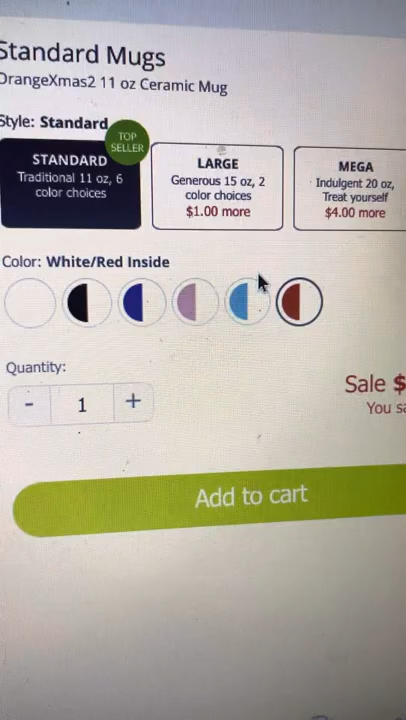 Standard Mugs
OrangeXmas2 11 oz Ceramic Mug
Style: Standard
TOP
SELLER
STANDARD
Traditional 11 oz, 6
color choices
LARGE
Generous 15 oz, 2
color choices
$1.00 more
MEGA
Indulgent 20 oz,
Treat yourself
$4.00 more
Color: White/Red Inside
Quantity:
- 1 +
Sale $
You sa
Add to cart